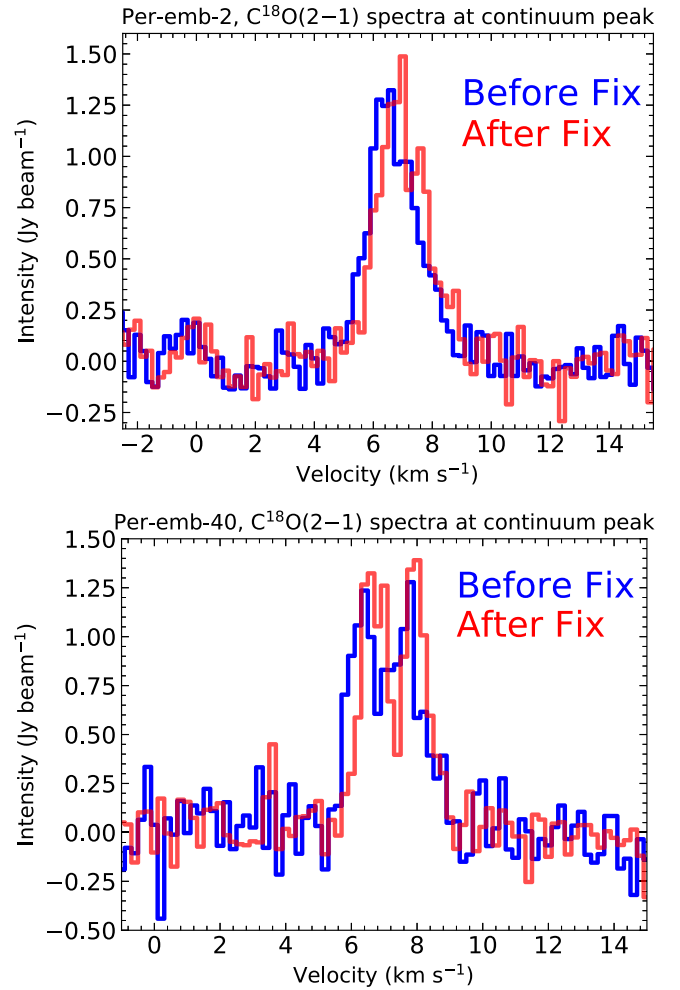 Per-emb-2, C¹⁸O(2−1) spectra at continuum peak
1.50
1.25
1.00
0.75
0.50
0.25
0.00
−0.25
Intensity (Jy beam⁻¹)
Before Fix
After Fix
−2 0 2 4 6 8 10 12 14
Velocity (km s⁻¹)
Per-emb-40, C¹⁸O(2−1) spectra at continuum peak
1.50
1.25
1.00
0.75
0.50
0.25
0.00
−0.25
−0.50
Intensity (Jy beam⁻¹)
Before Fix
After Fix
0 2 4 6 8 10 12 14
Velocity (km s⁻¹)